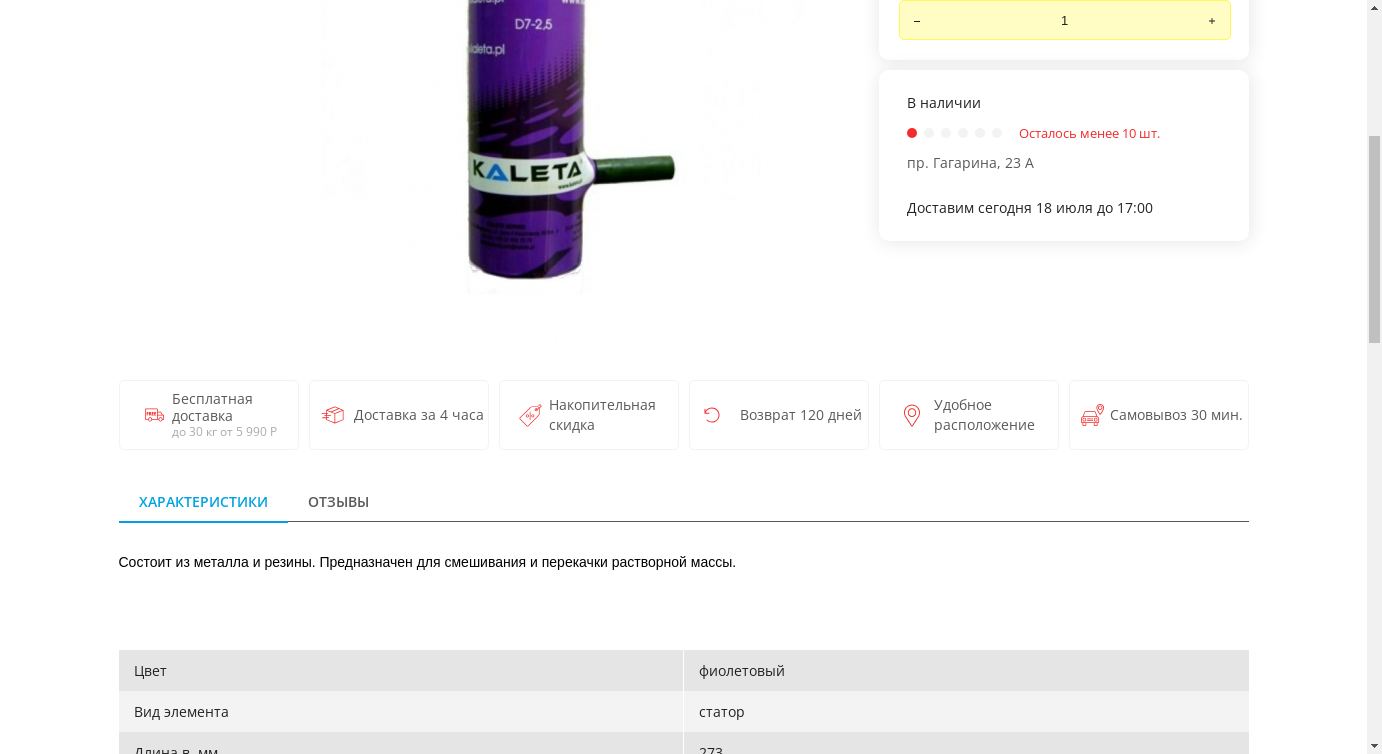 D7-2,5
kaleta.pl
KALETA
www.kaleta.pl
– 1 +
В наличии
Осталось менее 10 шт.
пр. Гагарина, 23 А
Доставим сегодня 18 июля до 17:00
Бесплатная
доставка
до 30 кг от 5 990 Р
Доставка за 4 часа
Накопительная
скидка
Возврат 120 дней
Удобное
расположение
Самовывоз 30 мин.
ХАРАКТЕРИСТИКИ ОТЗЫВЫ
Состоит из металла и резины. Предназначен для смешивания и перекачки растворной массы.
Цвет фиолетовый
Вид элемента статор
Длина в, мм 273